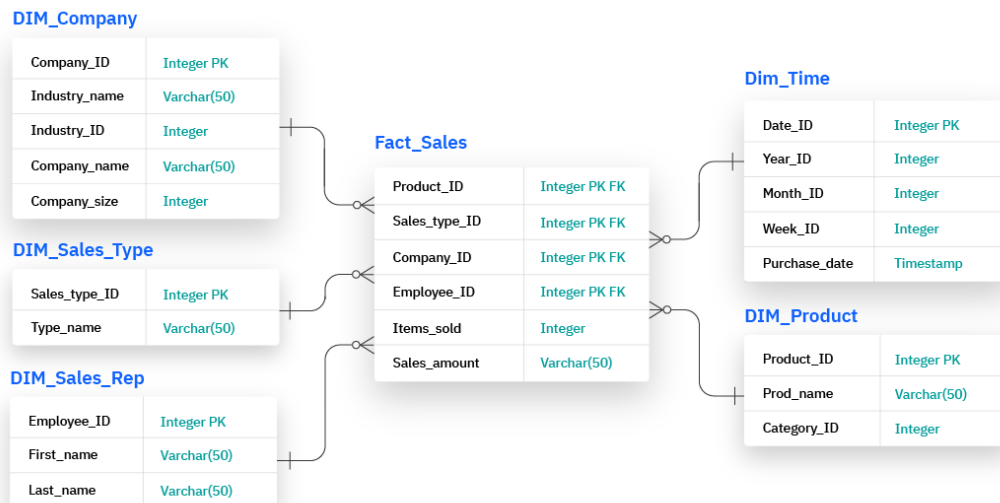 DIM_Company
Company_ID Integer PK
Industry_name Varchar(50)
Industry_ID Integer
Company_name Varchar(50)
Company_size Integer
DIM_Sales_Type
Sales_type_ID Integer PK
Type_name Varchar(50)
DIM_Sales_Rep
Employee_ID Integer PK
First_name Varchar(50)
Last_name Varchar(50)
Fact_Sales
Product_ID Integer PK FK
Sales_type_ID Integer PK FK
Company_ID Integer PK FK
Employee_ID Integer PK FK
Items_sold Integer
Sales_amount Varchar(50)
Dim_Time
Date_ID Integer PK
Year_ID Integer
Month_ID Integer
Week_ID Integer
Purchase_date Timestamp
DIM_Product
Product_ID Integer PK
Prod_name Varchar(50)
Category_ID Integer